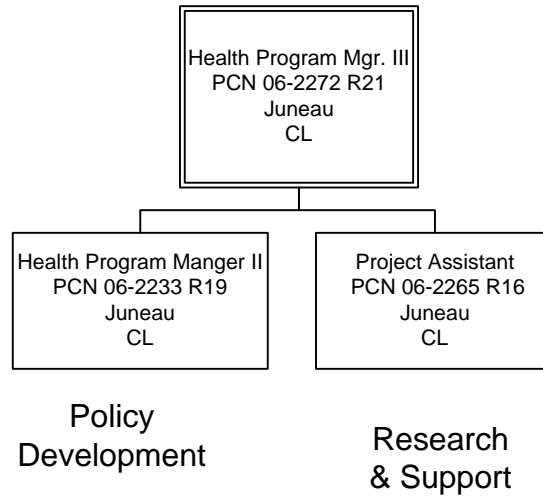 Health Program Mgr. III
PCN 06-2272 R21
Juneau
CL
Health Program Manger II
PCN 06-2233 R19
Juneau
CL
Project Assistant
PCN 06-2265 R16
Juneau
CL
Policy
Development
Research
& Support